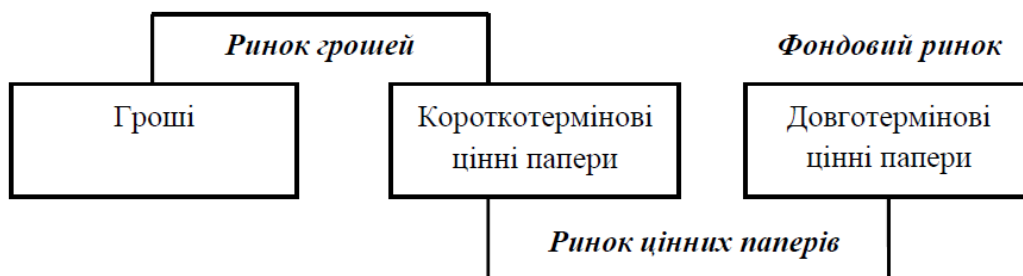 Ринок грошей
Фондовий ринок
Гроші
Короткотермінові
цінні папери
Довготермінові
цінні папери
Ринок цінних паперів